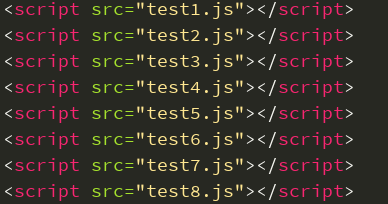 <script src="test1.js"></script>
<script src="test2.js"></script>
<script src="test3.js"></script>
<script src="test4.js"></script>
<script src="test5.js"></script>
<script src="test6.js"></script>
<script src="test7.js"></script>
<script src="test8.js"></script>